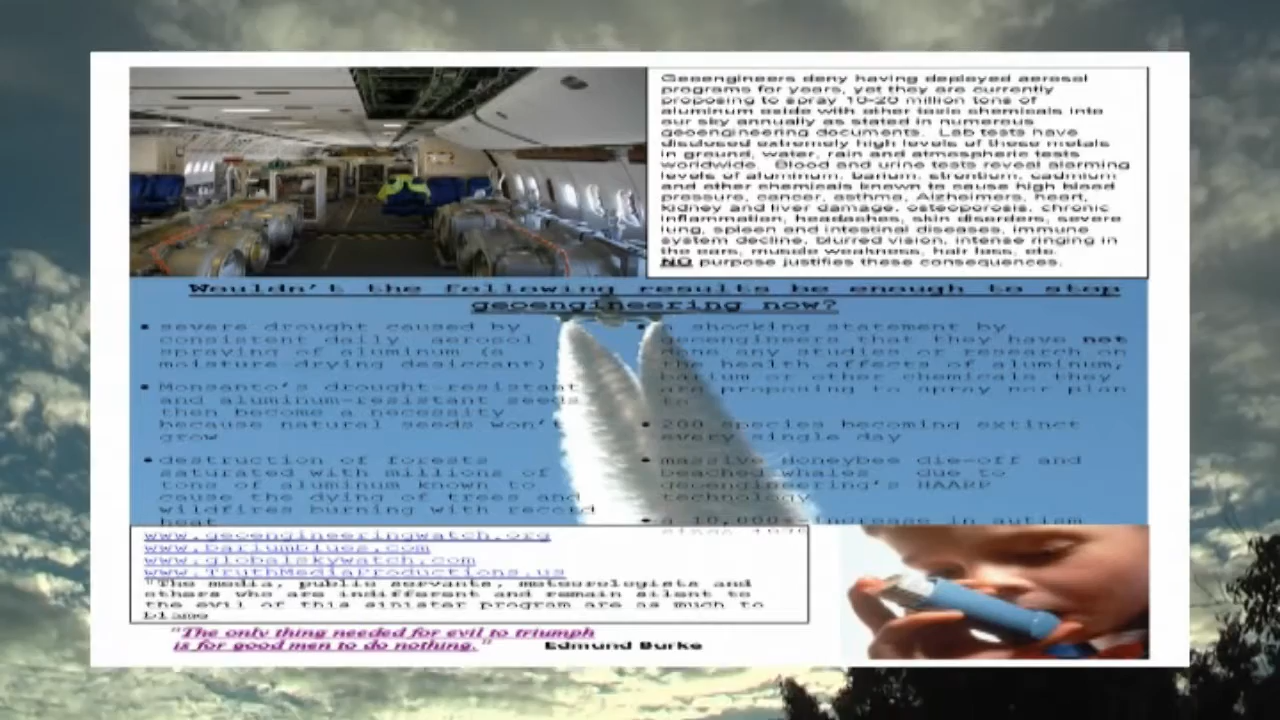 Geoengineers deny having deployed aerosol
programs for years, yet they are currently
proposing to spray 10-20 million tons of
aluminum oxide with other toxic chemicals into
our sky annually as stated in numerous
geoengineering documents. Lab tests have
disclosed extremely high levels of these metals
in ground, water, rain and atmospheric tests
worldwide. Blood and urine tests reveal alarming
levels of aluminum, barium, strontium, cadmium
and other chemicals known to cause high blood
pressure, cancer, asthma, Alzheimers, heart,
kidney and liver damage, osteoporosis, chronic
inflammation, headaches, skin disorders, severe
lung, spleen and intestinal diseases, immune
system decline, blurred vision, intense ringing in
the ears, muscle weakness, hair loss, etc.
NO purpose justifies these consequences.
Wouldn't the following results be enough to stop
geoengineering now?
• severe drought caused by
consistent daily aerosol
spraying of aluminum (a
moisture drying desiccant)
• Monsanto's drought-resistant
and aluminum-resistant seeds
then become a necessity
because natural seeds won't
grow
• destruction of forests
saturated with millions of
tons of aluminum known to
cause the dying of trees and
wildfires burning with record
heat
• a shocking statement by
geoengineers that they have not
done any studies or research on
the health affects of aluminum,
barium or other chemicals they
are proposing to spray nor plan
to
• 200 species becoming extinct
every single day
• massive Honeybee die-off and
beached whales due to
geoengineering's HAARP
technology
• a 10,000% increase in autism
since 1975
www.geoengineeringwatch.org
www.bariumblues.com
www.globalskywatch.com
www.TruthMediaProductions.us
"The media, public servants, meteorologists and
others who are indifferent and remain silent to
the evil of this sinister program are as much to
blame
"The only thing needed for evil to triumph
is for good men to do nothing." Edmund Burke